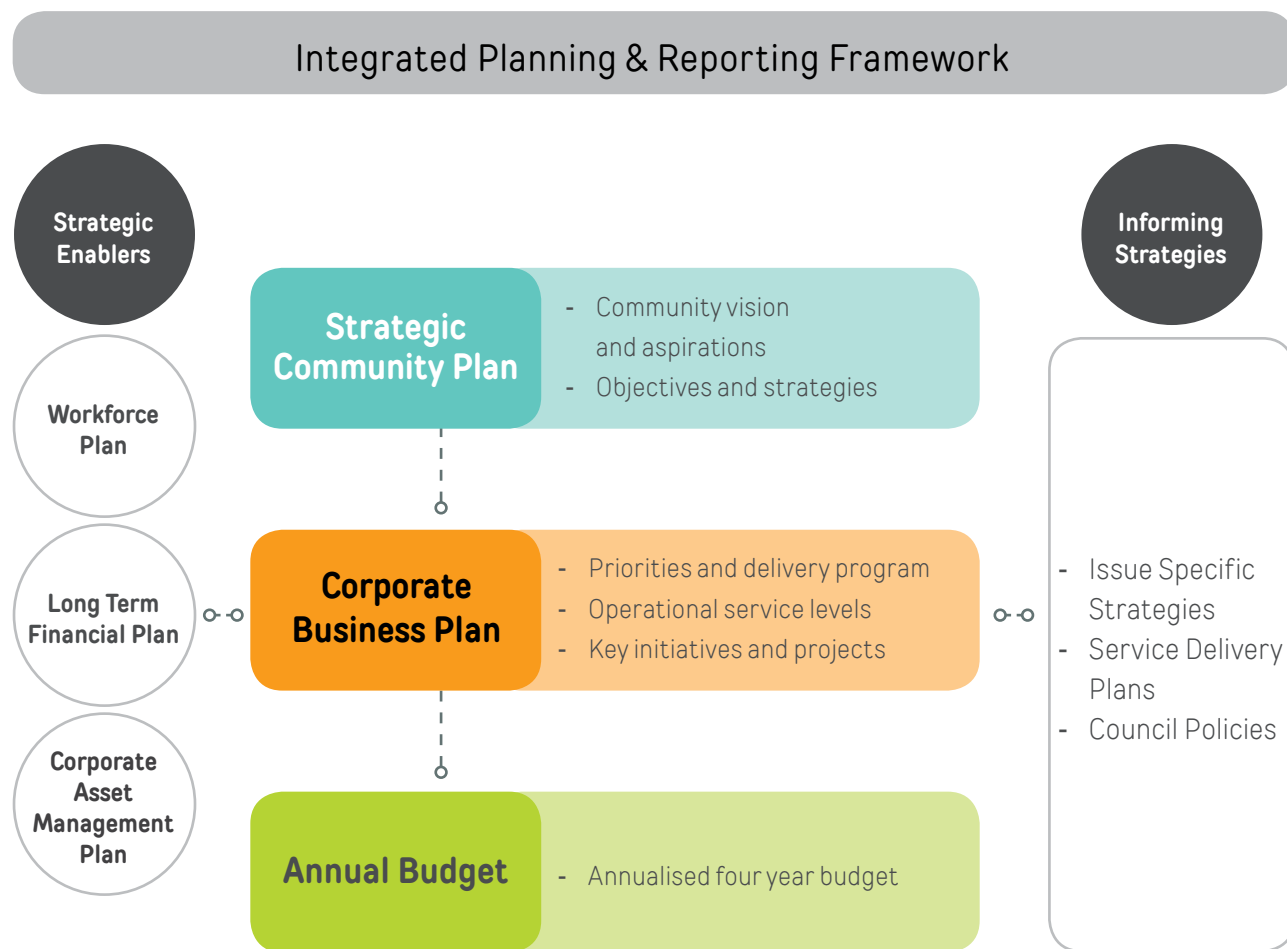 Integrated Planning & Reporting Framework
Strategic
Enablers
Workforce
Plan
Long Term
Financial Plan
Corporate
Asset
Management
Plan
Strategic
Community Plan
- Community vision
and aspirations
- Objectives and strategies
Corporate
Business Plan
- Priorities and delivery program
- Operational service levels
- Key initiatives and projects
Annual Budget
- Annualised four year budget
Informing
Strategies
- Issue Specific
Strategies
- Service Delivery
Plans
- Council Policies